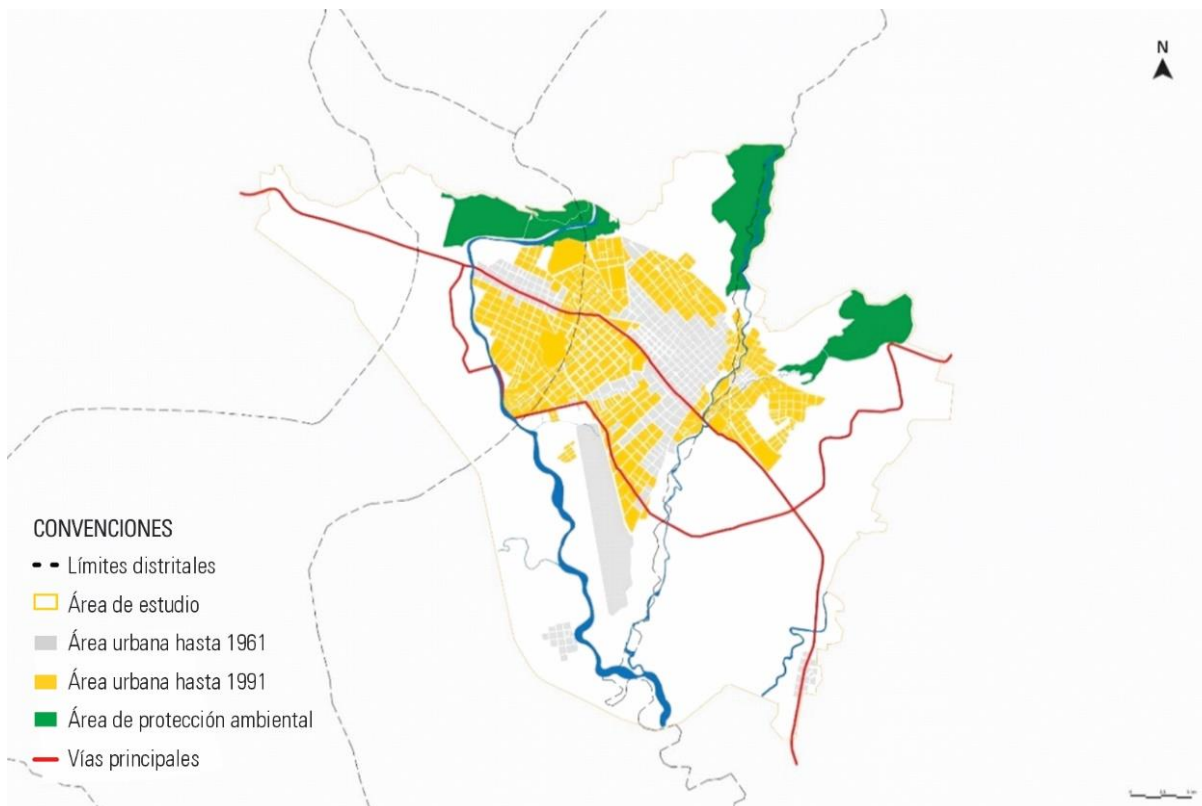 N
CONVENCIONES
Límites distritales
Área de estudio
Área urbana hasta 1961
Área urbana hasta 1991
Área de protección ambiental
Vías principales